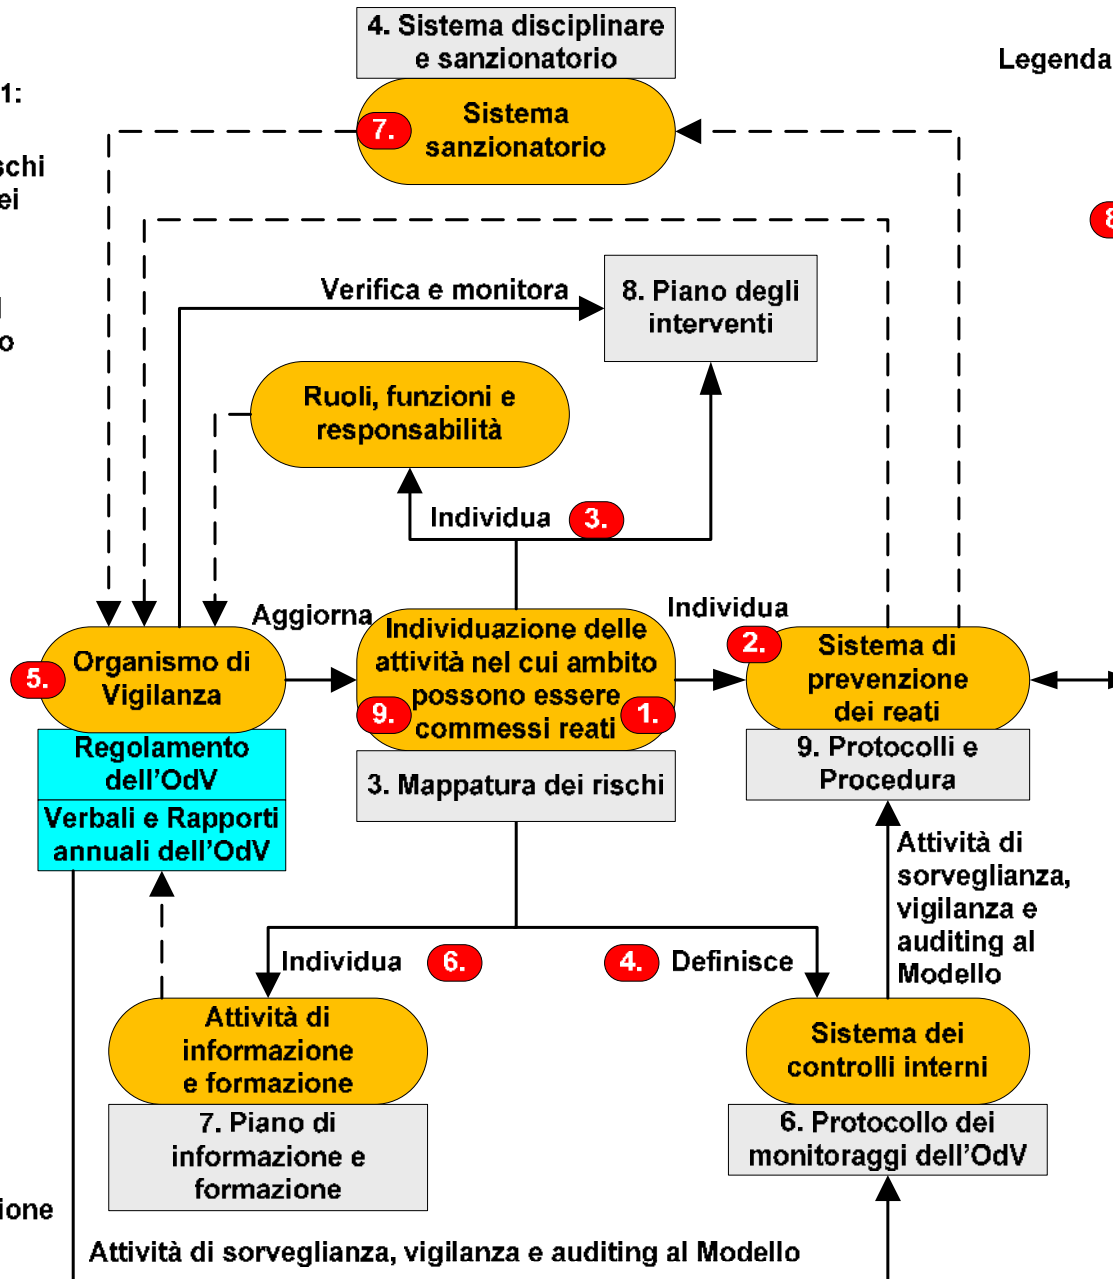 4. Sistema disciplinare
e sanzionatorio
Legenda
1:
Sistema
sanzionatorio
7.
schi
ei
8
Verifica e monitora
8. Piano degli
interventi
o
Ruoli, funzioni e
responsabilità
Individua
3.
Aggiorna
Individua
Organismo di
Vigilanza
5.
Individuazione delle
attività nel cui ambito
possono essere
commessi reati
9.
1.
2.
Sistema di
prevenzione
dei reati
Regolamento
dell'OdV
Verbali e Rapporti
annuali dell'OdV
3. Mappatura dei rischi
9. Protocolli e
Procedura
Attività di
sorveglianza,
vigilanza e
auditing al
Modello
Individua
6.
4.
Definisce
Attività di
informazione
e formazione
Sistema dei
controlli interni
7. Piano di
informazione e
formazione
6. Protocollo dei
monitoraggi dell'OdV
ione
Attività di sorveglianza, vigilanza e auditing al Modello